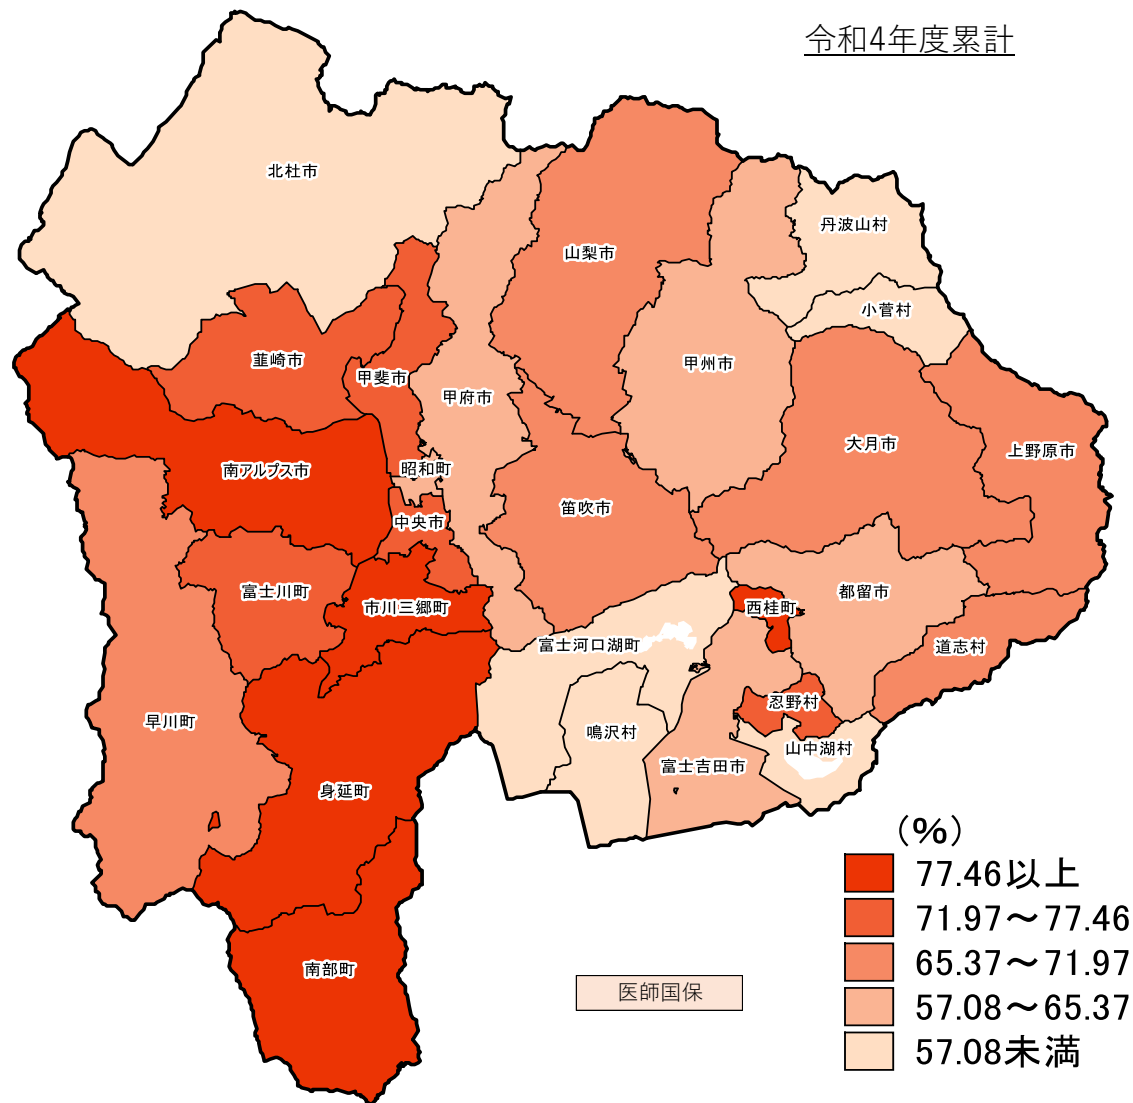 令和4年度累計
北杜市
丹波山村
山梨市
小菅村
韮崎市
甲斐市
甲州市
甲府市
大月市
上野原市
南アルプス市
昭和町
笛吹市
中央市
富士川町
市川三郷町
西桂町
都留市
富士河口湖町
道志村
早川町
忍野村
鳴沢村
山中湖村
富士吉田市
身延町
南部町
医師国保
(%)
77.46以上
71.97～77.46
65.37～71.97
57.08～65.37
57.08未満